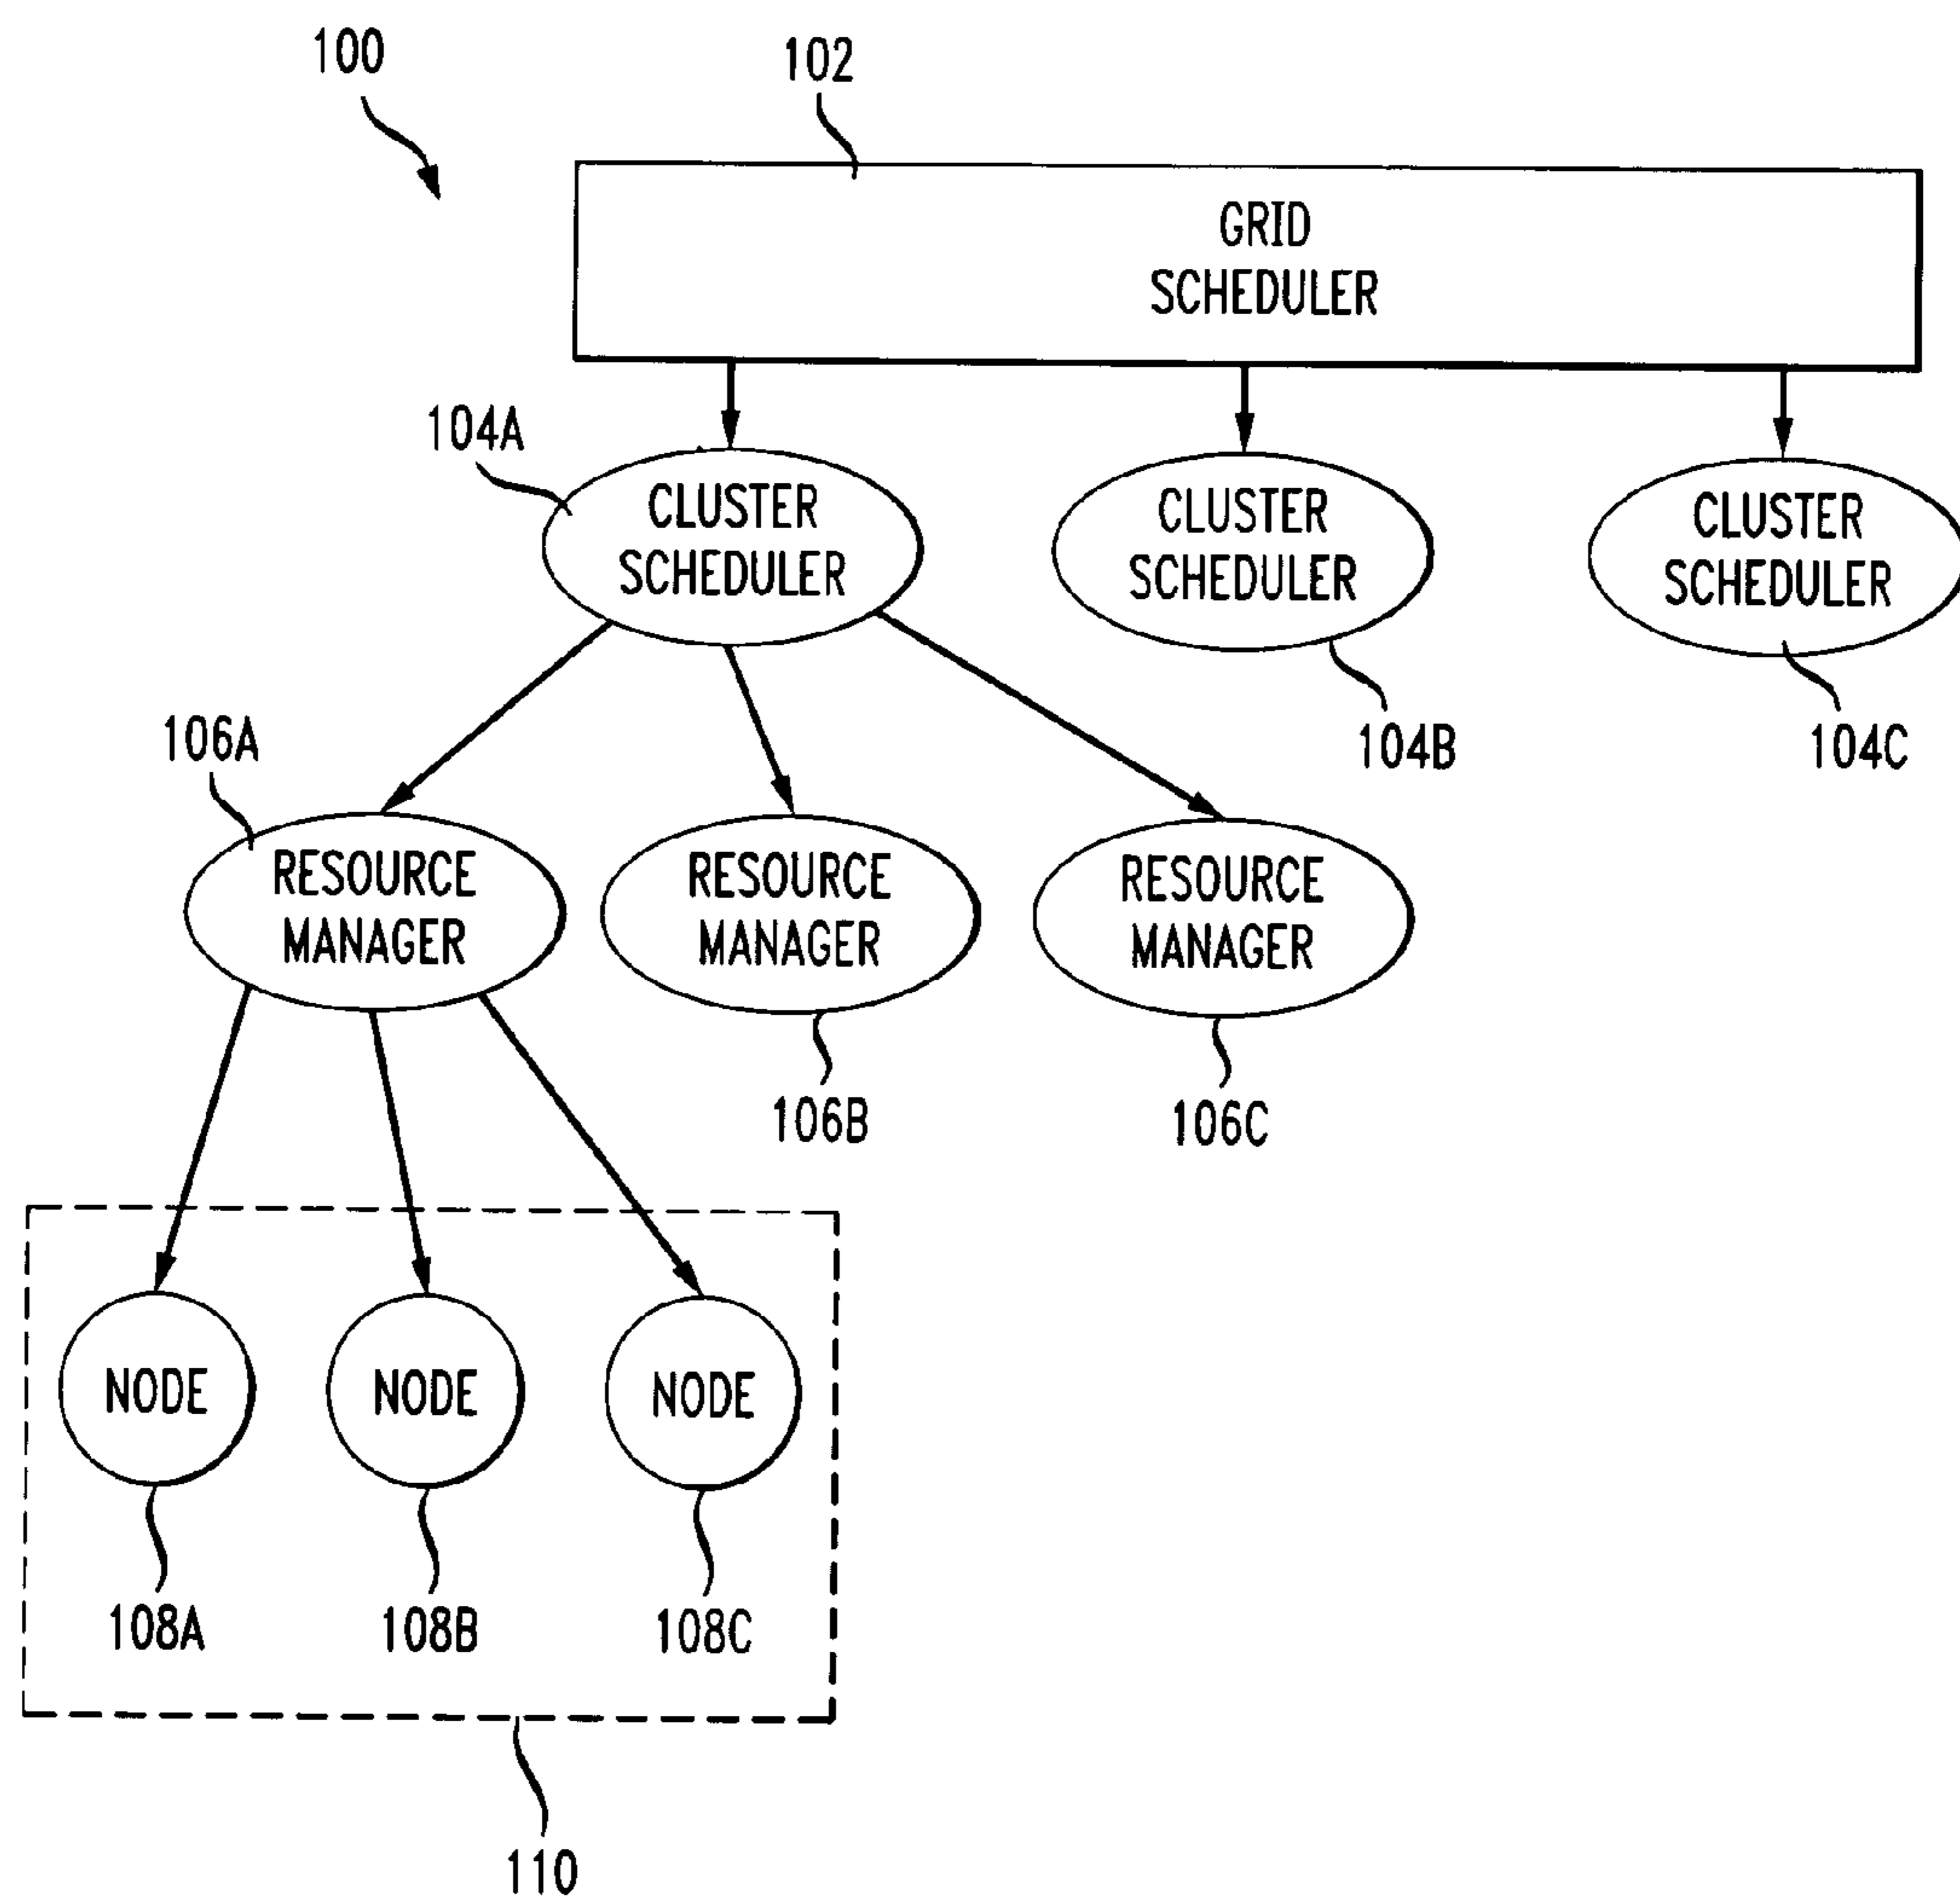 100
102
GRID
SCHEDULER
104A
CLUSTER
SCHEDULER
CLUSTER
SCHEDULER
CLUSTER
SCHEDULER
104B
104C
106A
RESOURCE
MANAGER
RESOURCE
MANAGER
RESOURCE
MANAGER
106B
106C
NODE
NODE
NODE
108A
108B
108C
110